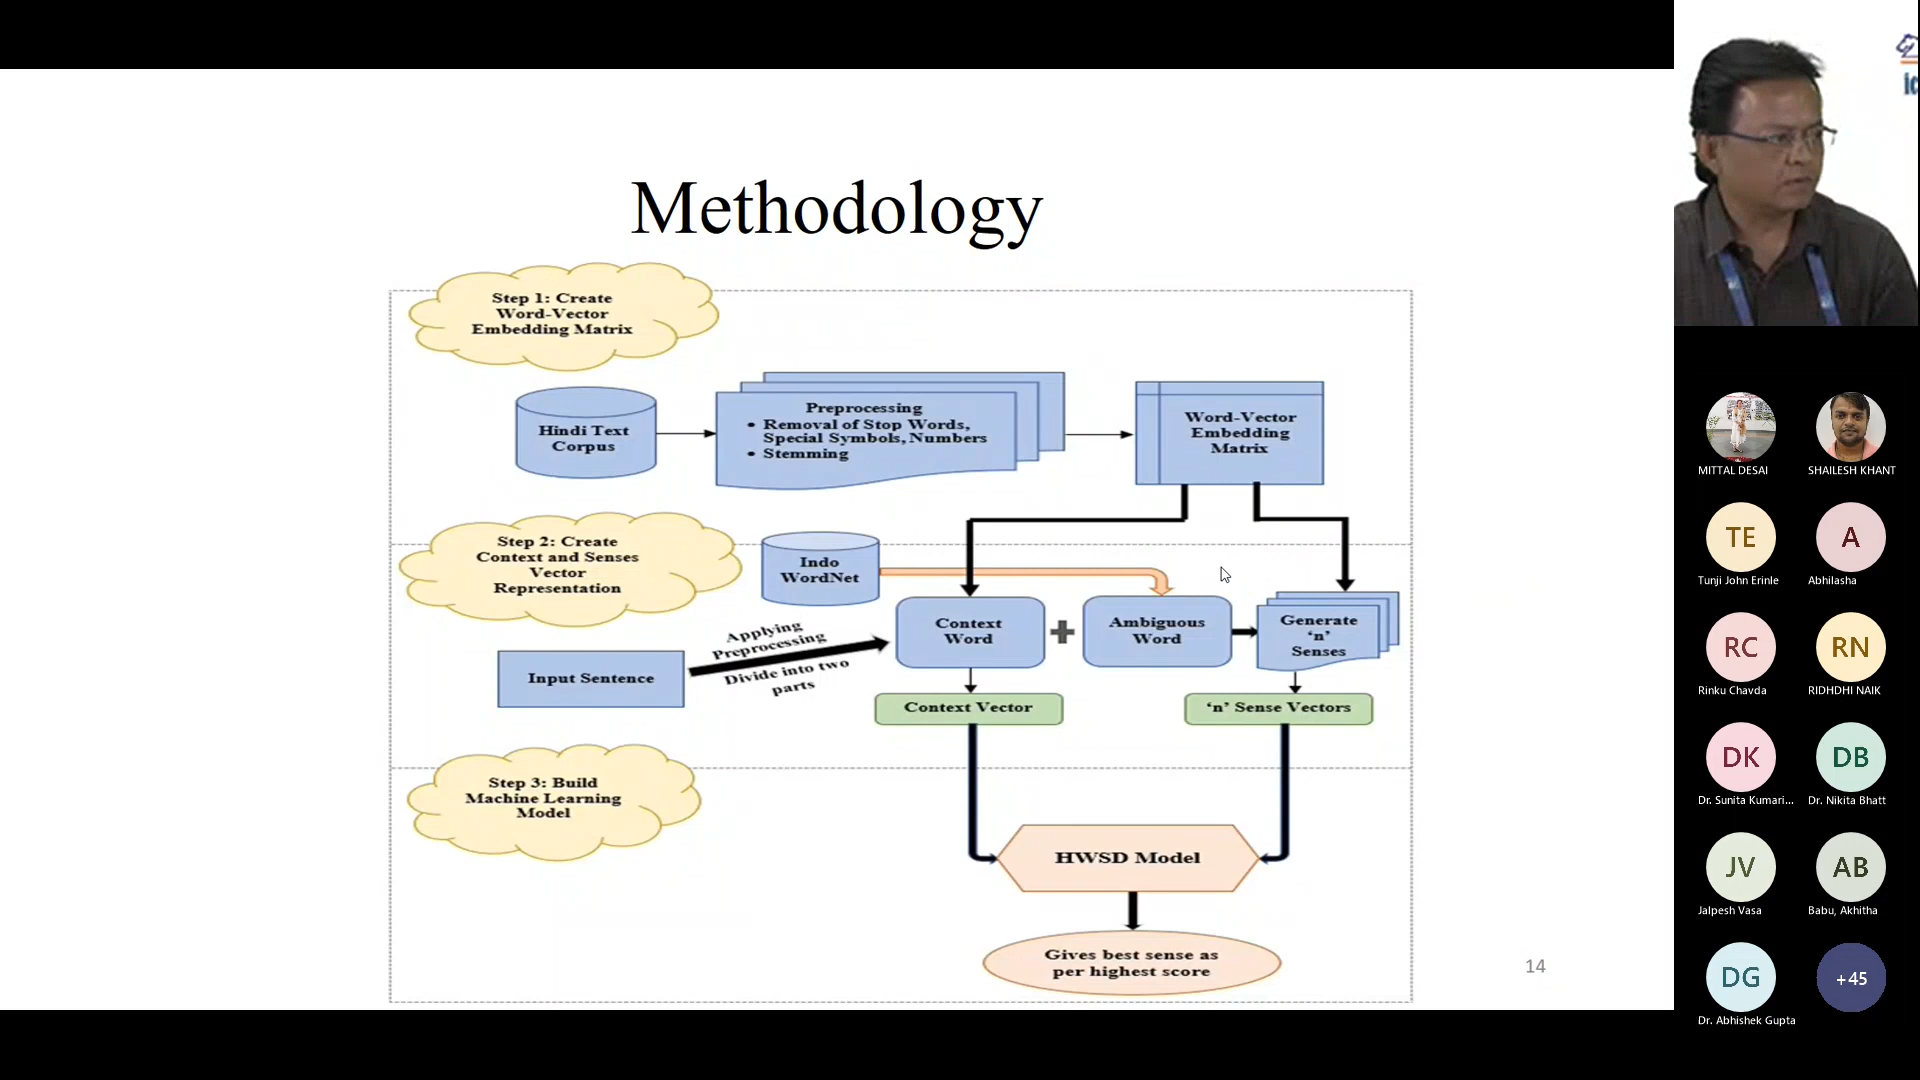 Methodology
Step 1: Create
Word-Vector
Embedding Matrix
Hindi Text
Corpus
Preprocessing
• Removal of Stop Words,
Special Symbols, Numbers
• Stemming
Word-Vector
Embedding
Matrix
Step 2: Create
Context and Senses
Vector
Representation
Indo
WordNet
Input Sentence
Applying
Preprocessing
Divide into two
parts
Context
Word
Ambiguous
Word
Generate
‘n’
Senses
Context Vector
‘n’ Sense Vectors
Step 3: Build
Machine Learning
Model
HWSD Model
Gives best sense as
per highest score
14
MITTAL DESAI
SHAILESH KHANT
TE
Tunji John Erinle
A
Abhilasha
RC
Rinku Chavda
RN
RIDHDHI NAIK
DK
Dr. Sunita Kumari...
DB
Dr. Nikita Bhatt
JV
Jalpesh Vasa
AB
Babu, Akhitha
DG
Dr. Abhishek Gupta
+45